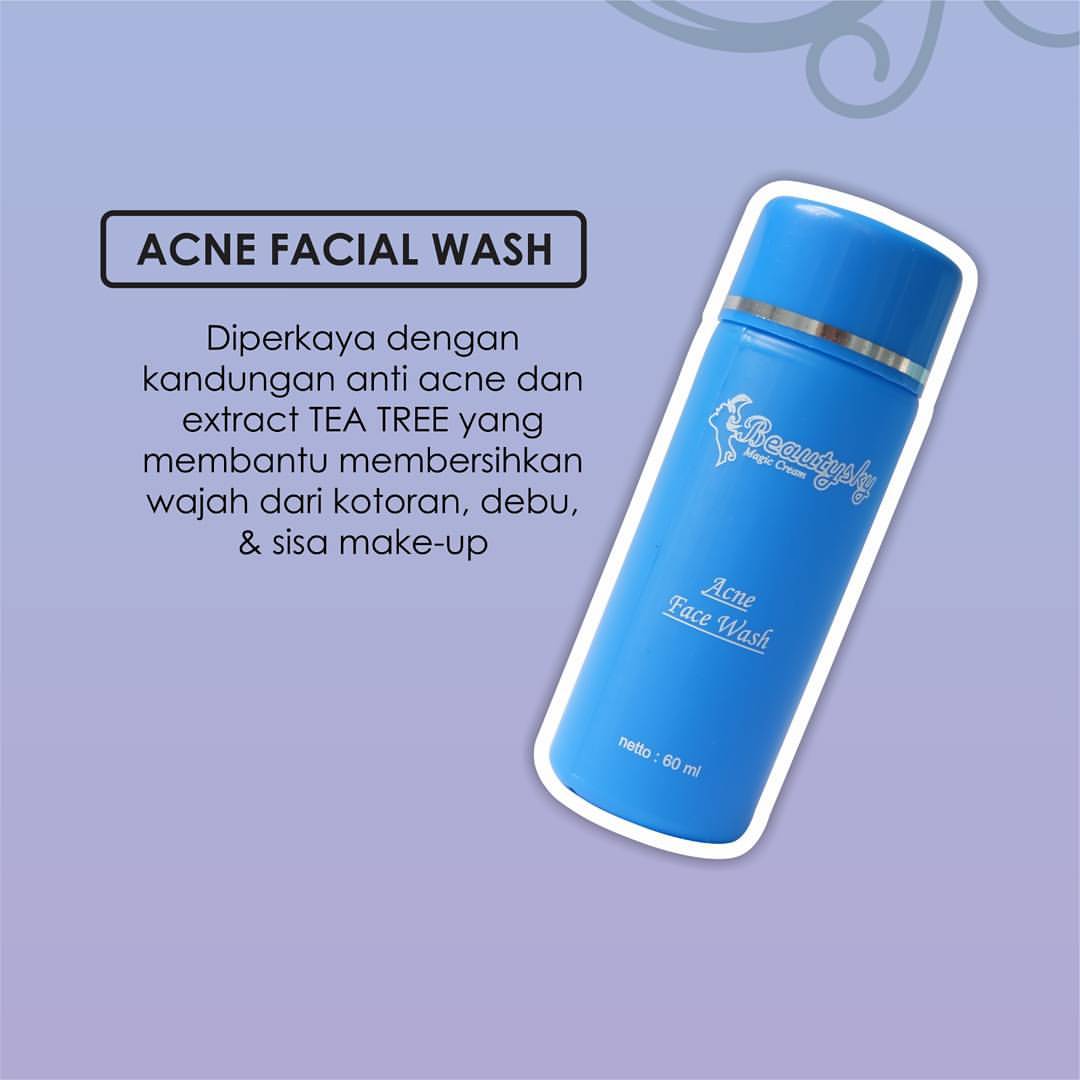 ACNE FACIAL WASH
Diperkaya dengan
kandungan anti acne dan
extract TEA TREE yang
membantu membersihkan
wajah dari kotoran, debu,
& sisa make-up
Beautysky
Magic Cream
Acne
Face Wash
netto : 60 ml